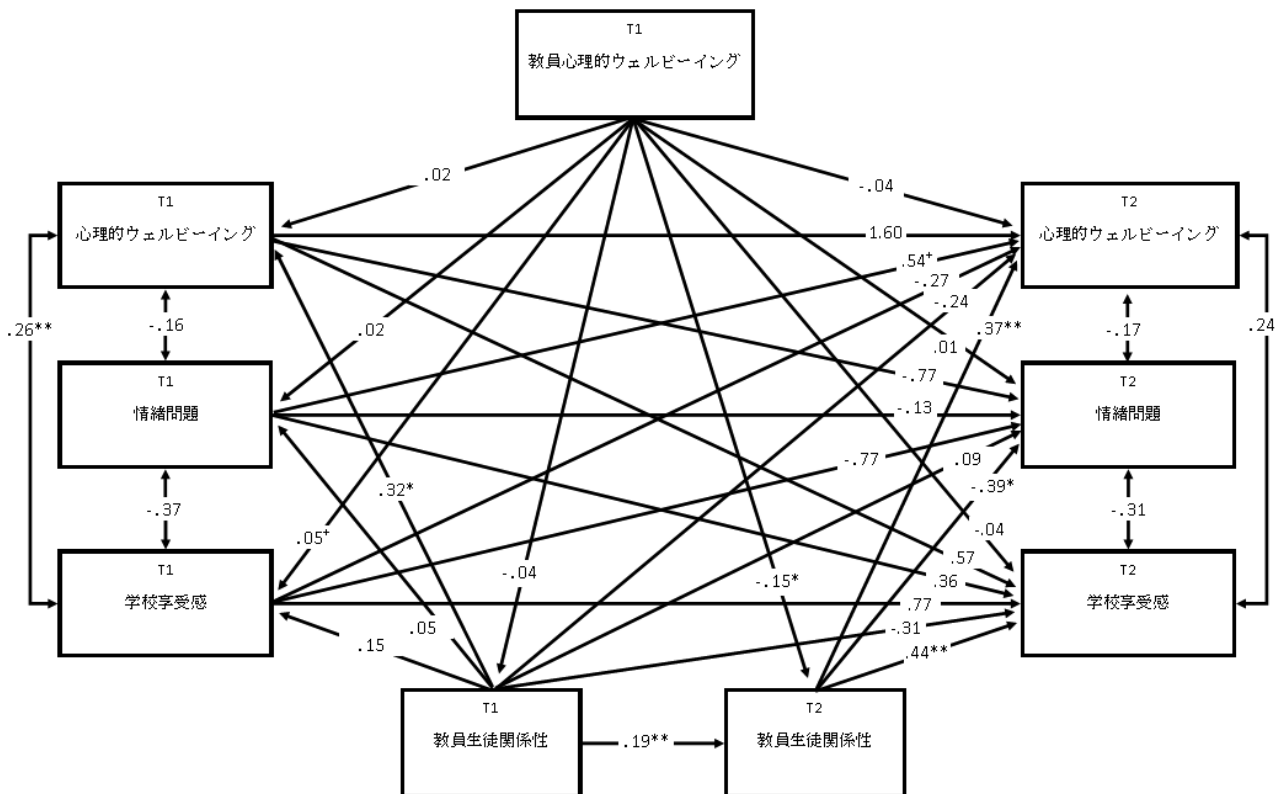 T1
教員心理的ウェルビーイング
.02
-.04
T1
心理的ウェルビーイング
T2
心理的ウェルビーイング
1.60
.54⁺
-.27
-.24
.26**
-.16
.02
.37**
.01
-.17
.24
T1
情緒問題
T2
情緒問題
-.77
-.13
-.77
.09
-.37
.32*
-.39*
-.31
.05⁺
-.04
-.04
.57
-.15*
.36
T1
学校享受感
T2
学校享受感
.77
.15
.05
-.31
.44**
T1
教員生徒関係性
.19**
T2
教員生徒関係性